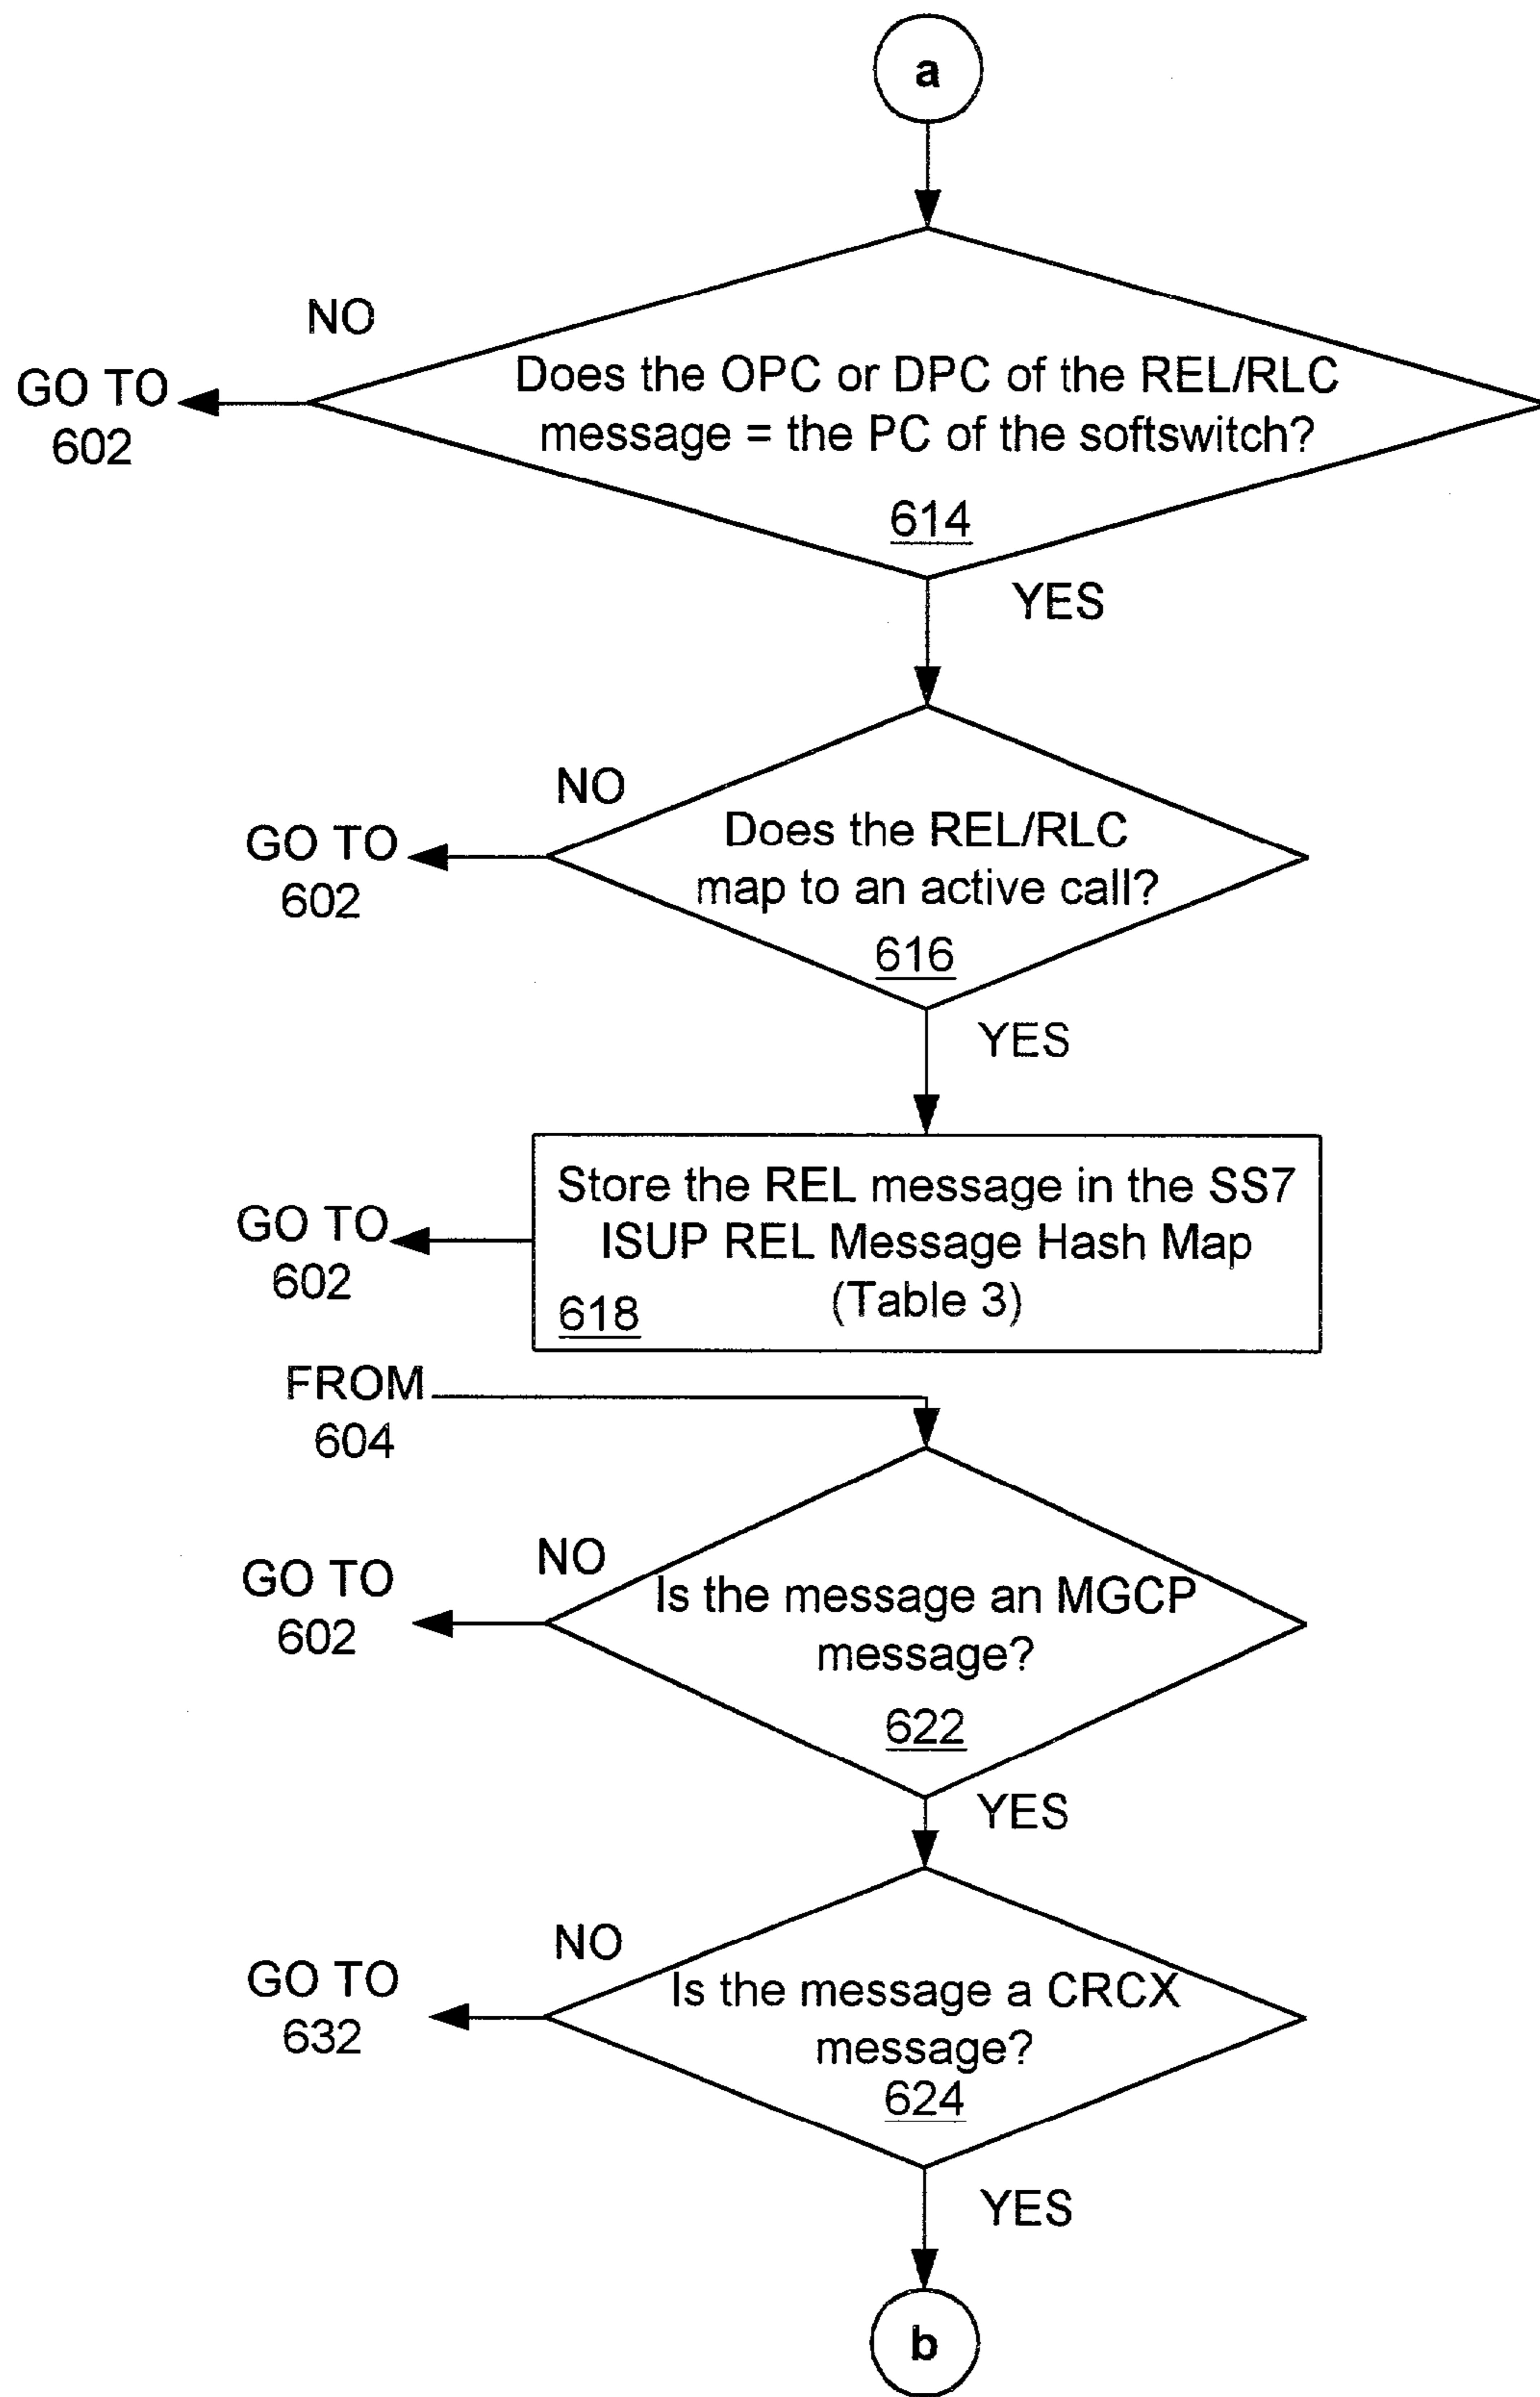 a
NO
GO TO
602
Does the OPC or DPC of the REL/RLC
message = the PC of the softswitch?
614
YES
NO
GO TO
602
Does the REL/RLC
map to an active call?
616
YES
GO TO
602
Store the REL message in the SS7
ISUP REL Message Hash Map
(Table 3)
618
FROM
604
NO
GO TO
602
Is the message an MGCP
message?
622
YES
NO
GO TO
632
Is the message a CRCX
message?
624
YES
b